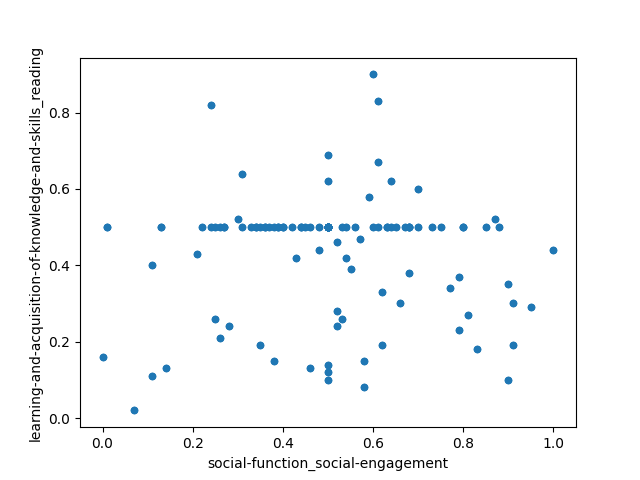 learning-and-acquisition-of-knowledge-and-skills_reading
0.8
0.6
0.4
0.2
0.0
0.0 0.2 0.4 0.6 0.8 1.0
social-function_social-engagement